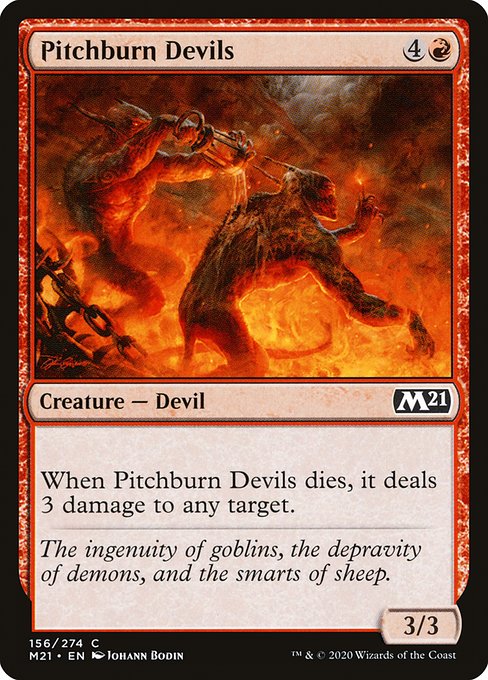 Pitchburn Devils 4
Creature — Devil M21
When Pitchburn Devils dies, it deals
3 damage to any target.
The ingenuity of goblins, the depravity
of demons, and the smarts of sheep.
3/3
156/274 C
M21 • EN Johann Bodin ™ & © 2020 Wizards of the Coast